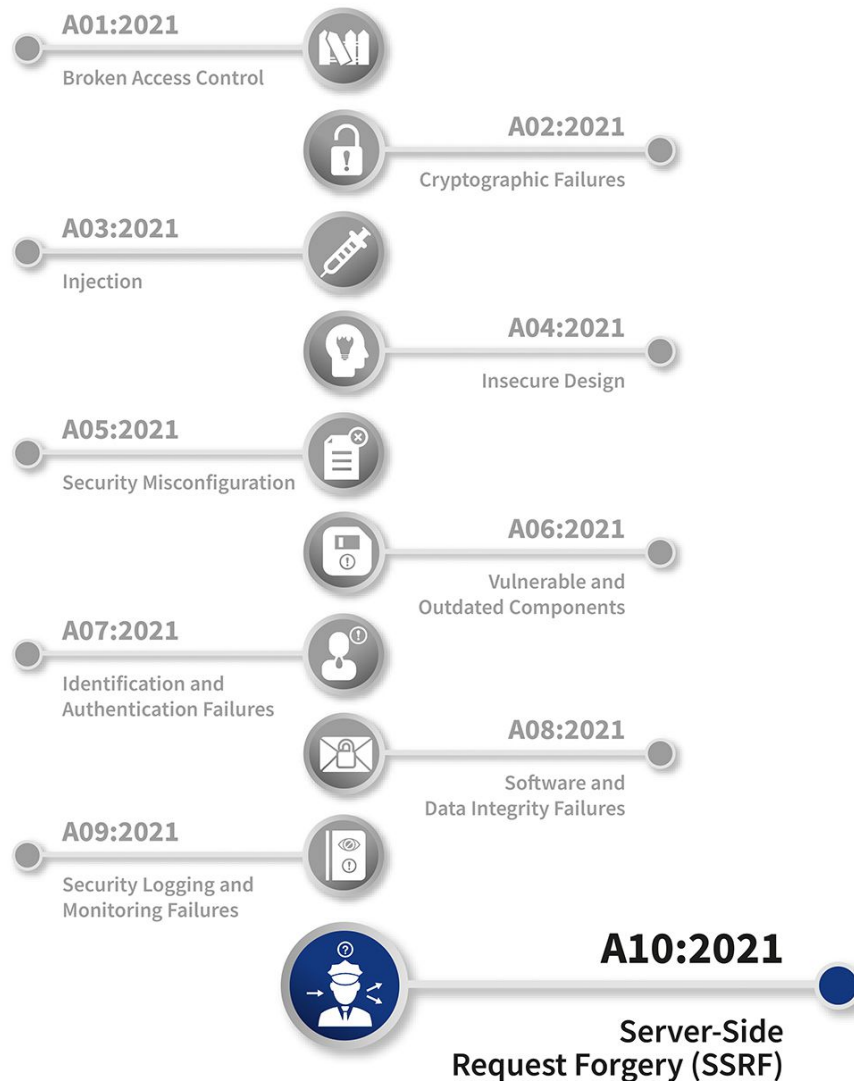 A01:2021
Broken Access Control
A02:2021
Cryptographic Failures
A03:2021
Injection
A04:2021
Insecure Design
A05:2021
Security Misconfiguration
A06:2021
Vulnerable and
Outdated Components
A07:2021
Identification and
Authentication Failures
A08:2021
Software and
Data Integrity Failures
A09:2021
Security Logging and
Monitoring Failures
A10:2021
Server-Side
Request Forgery (SSRF)